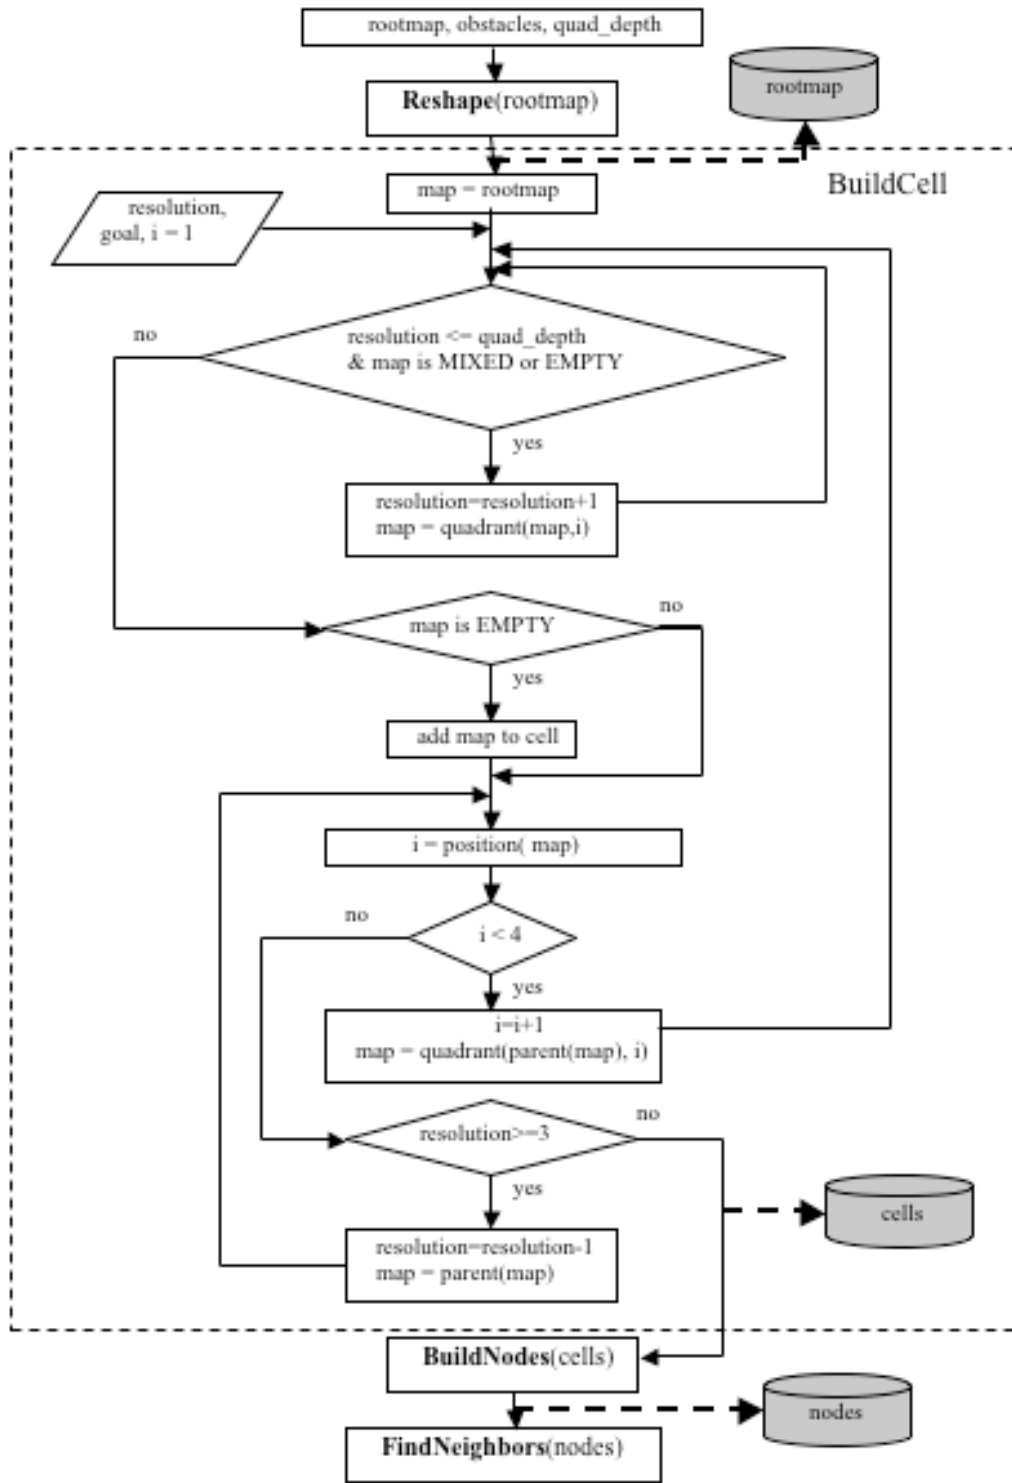 rootmap, obstacles, quad_depth
rootmap
Reshape(rootmap)
BuildCell
map = rootmap
resolution,
goal, i = 1
no
resolution <= quad_depth
& map is MIXED or EMPTY
yes
resolution=resolution+1
map = quadrant(map,i)
no
map is EMPTY
yes
add map to cell
i = position( map)
no
i < 4
yes
i=i+1
map = quadrant(parent(map), i)
no
resolution>=3
yes
cells
resolution=resolution-1
map = parent(map)
BuildNodes(cells)
nodes
FindNeighbors(nodes)